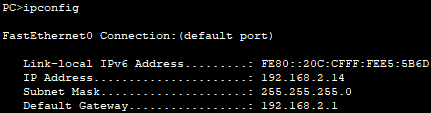 PC>ipconfig
FastEthernet0 Connection:(default port)
Link-local IPv6 Address.........: FE80::20C:CFFF:FEE5:5B6D
IP Address......................: 192.168.2.14
Subnet Mask.....................: 255.255.255.0
Default Gateway.................: 192.168.2.1